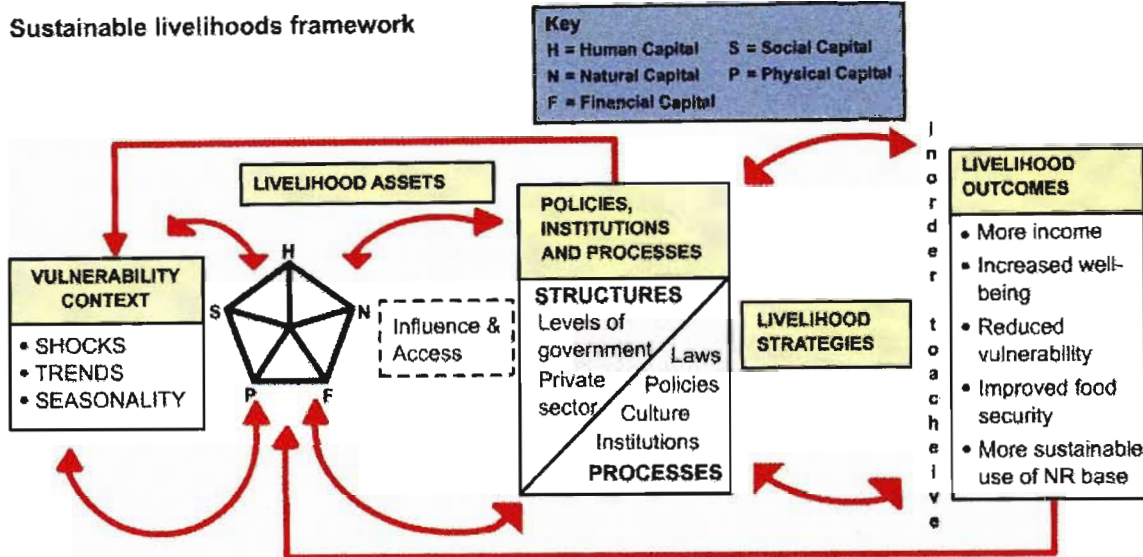 Sustainable livelihoods framework
Key
H = Human Capital S = Social Capital
N = Natural Capital P = Physical Capital
F = Financial Capital
LIVELIHOOD ASSETS
VULNERABILITY
CONTEXT
• SHOCKS
• TRENDS
• SEASONALITY
H
S
N
P
F
Influence &
Access
POLICIES,
INSTITUTIONS
AND PROCESSES
STRUCTURES
Levels of
government
Private
sector
Laws
Policies
Culture
Institutions
PROCESSES
LIVELIHOOD
STRATEGIES
Inorder toacheive
LIVELIHOOD
OUTCOMES
• More income
• Increased well-
being
• Reduced
vulnerability
• Improved food
security
• More sustainable
use of NR base